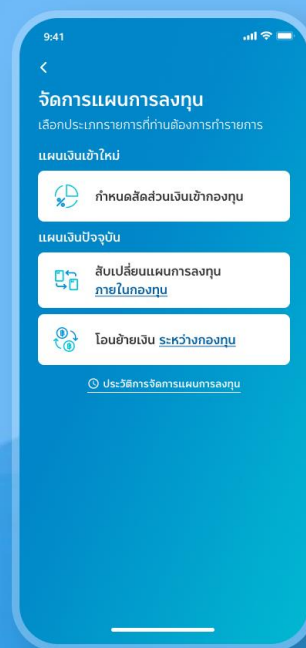 9:41
จัดการแผนการลงทุน
เลือกประเภทรายการที่ท่านต้องการทำรายการ
แผนเงินเข้าใหม่
กำหนดสัดส่วนเงินเข้ากองทุน
แผนเงินปัจจุบัน
สับเปลี่ยนแผนการลงทุน
ภายในกองทุน
โอนย้ายเงิน ระหว่างกองทุน
ประวัติการจัดการแผนการลงทุน